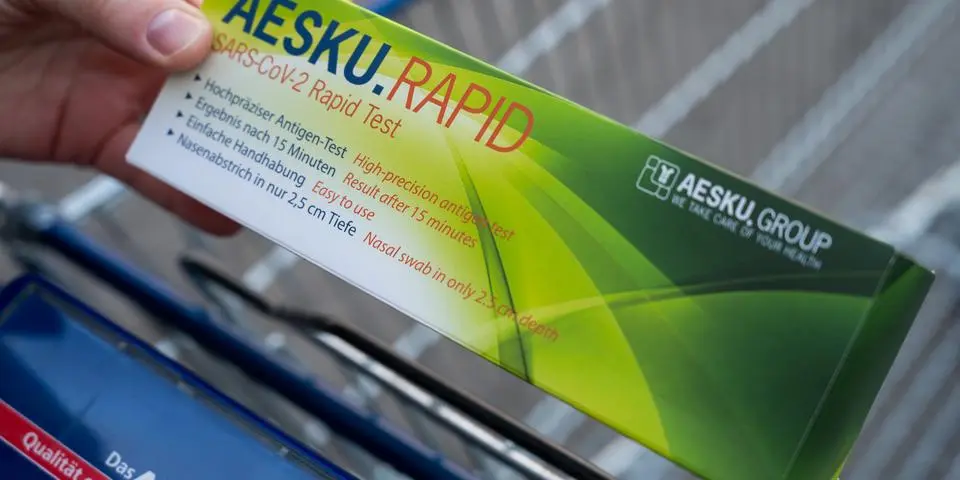 AESKU.RAPID
SARS-CoV-2 Rapid Test
Hochpräziser Antigen-Test High-precision antigen test
Ergebnis nach 15 Minuten Result after 15 minutes
Einfache Handhabung Easy to use
Nasenabstrich in nur 2,5 cm Tiefe Nasal swab in only 2.5 cm depth
AESKU.GROUP
WE TAKE CARE OF YOUR HEALTH
Qualität
Das